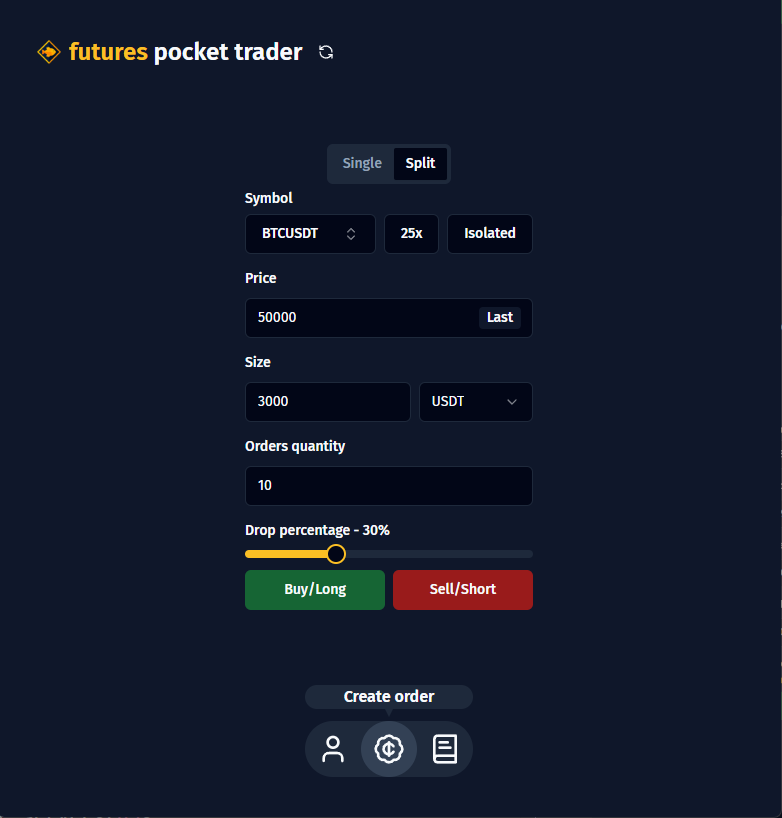 futures pocket trader
Single Split
Symbol
BTCUSDT 25x Isolated
Price
50000 Last
Size
3000 USDT
Orders quantity
10
Drop percentage - 30%
Buy/Long Sell/Short
Create order